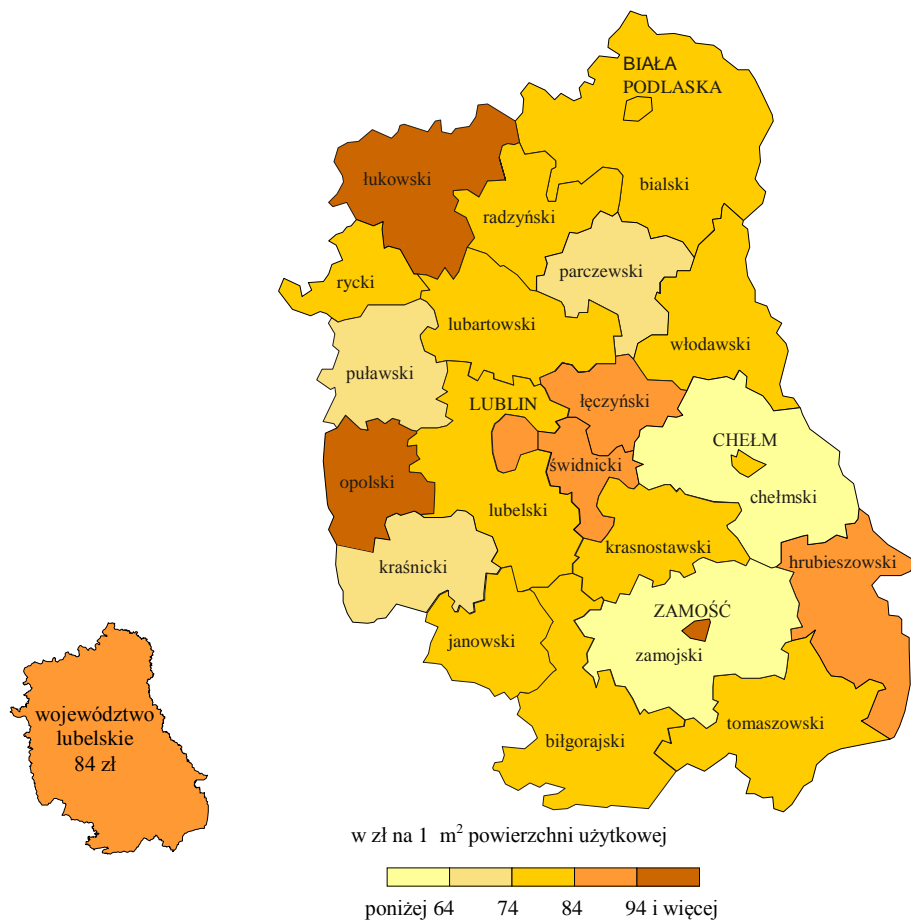 BIAŁA
PODLASKA
łukowski
bialski
radzyński
parczewski
rycki
lubartowski
włodawski
puławski
łęczyński
LUBLIN
CHEŁM
świdnicki
opolski
chełmski
lubelski
krasnostawski
hrubieszowski
kraśnicki
ZAMOŚĆ
janowski
zamojski
województwo
lubelskie
84 zł
tomaszowski
biłgorajski
w zł na 1 m² powierzchni użytkowej
poniżej 64 74 84 94 i więcej